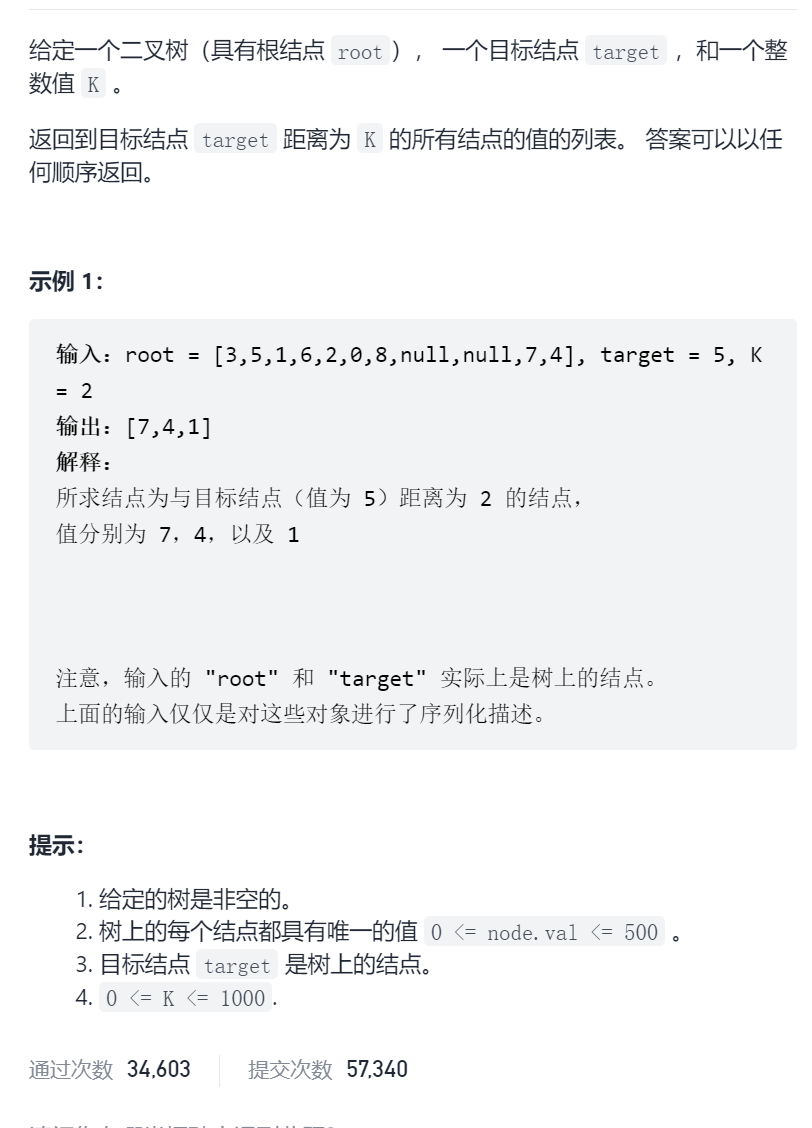 给定一个二叉树（具有根结点 root）， 一个目标结点 target ，和一个整
数值 K 。
返回到目标结点 target 距离为 K 的所有结点的值的列表。 答案可以以任
何顺序返回。
示例 1：
输入：root = [3,5,1,6,2,0,8,null,null,7,4], target = 5, K
= 2
输出：[7,4,1]
解释：
所求结点为与目标结点（值为 5）距离为 2 的结点，
值分别为 7，4，以及 1
注意，输入的 "root" 和 "target" 实际上是树上的结点。
上面的输入仅仅是对这些对象进行了序列化描述。
提示：
1. 给定的树是非空的。
2. 树上的每个结点都具有唯一的值 0 <= node.val <= 500 。
3. 目标结点 target 是树上的结点。
4. 0 <= K <= 1000.
通过次数 34,603 提交次数 57,340